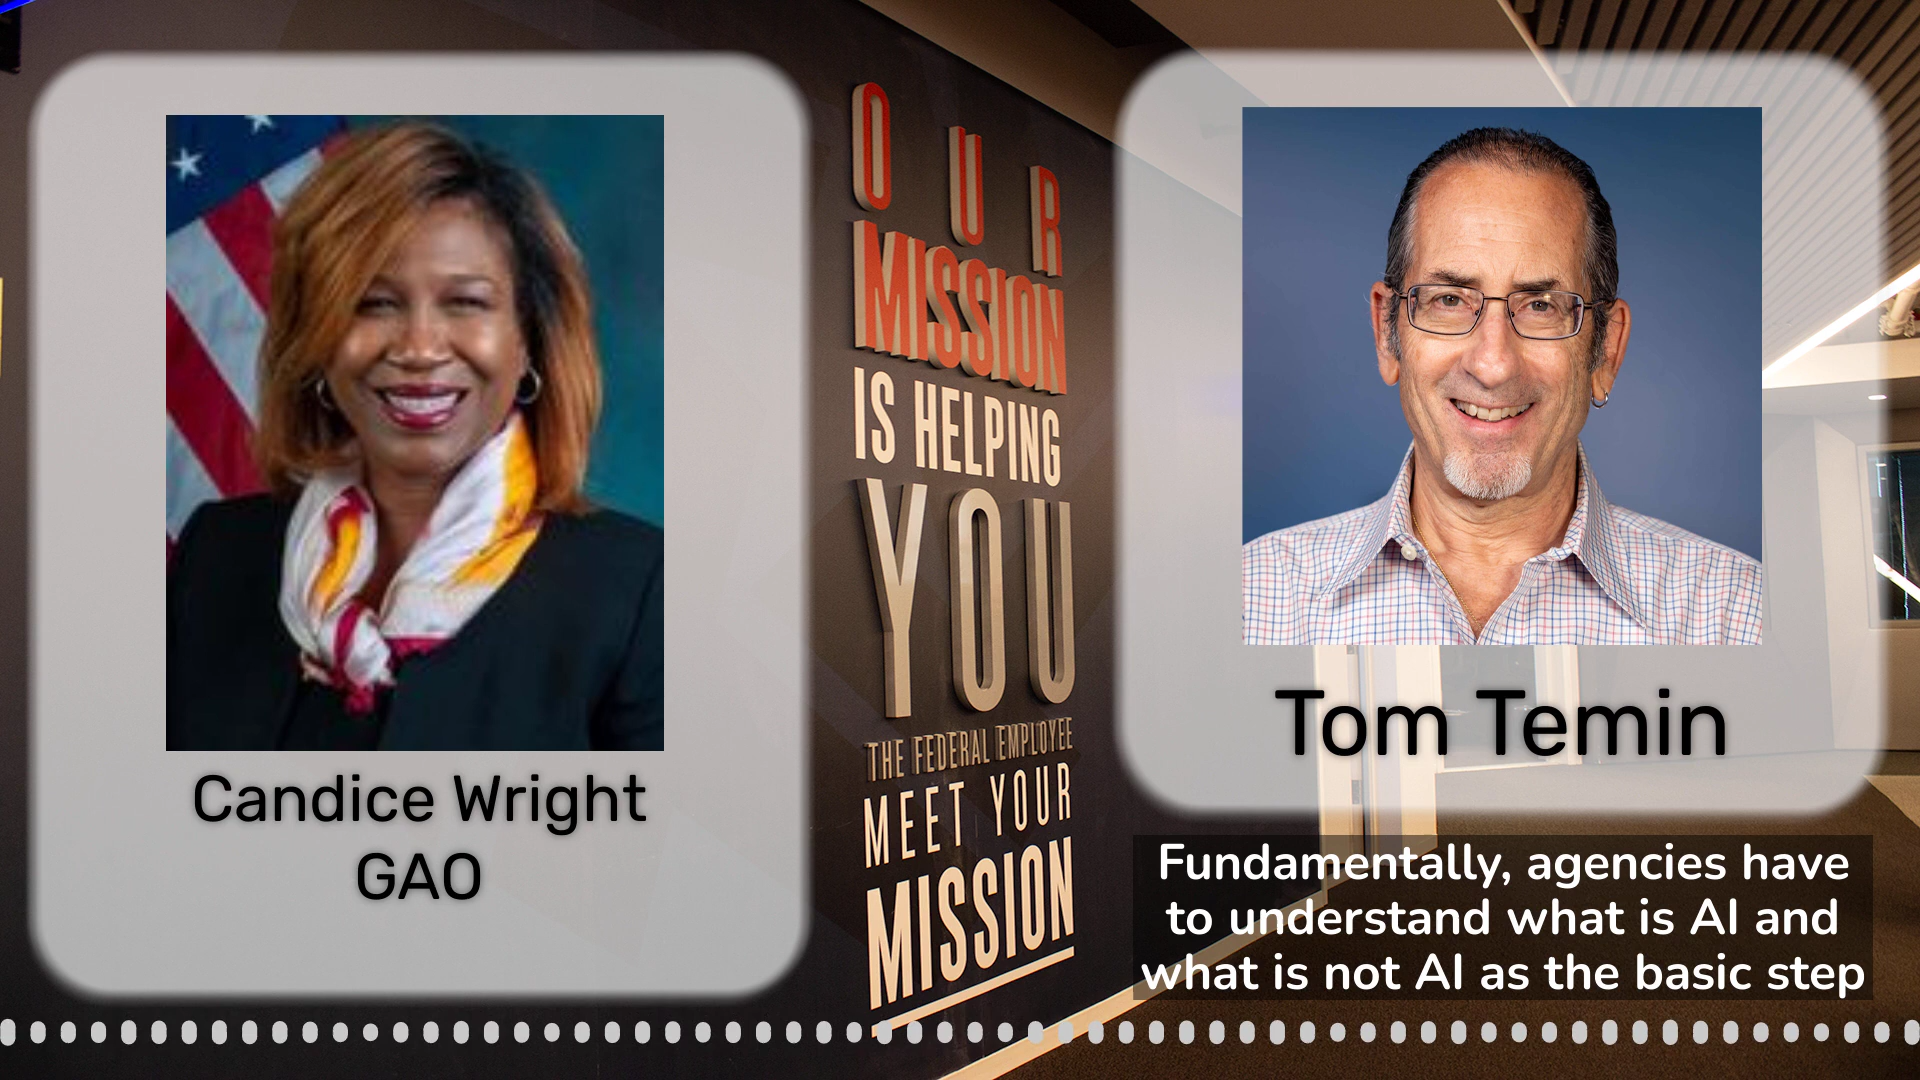 Candice Wright
GAO
OUR
MISSION
IS HELPING
YOU
THE FEDERAL EMPLOYEE
MEET YOUR
MISSION
Tom Temin
Fundamentally, agencies have
to understand what is AI and
what is not AI as the basic step